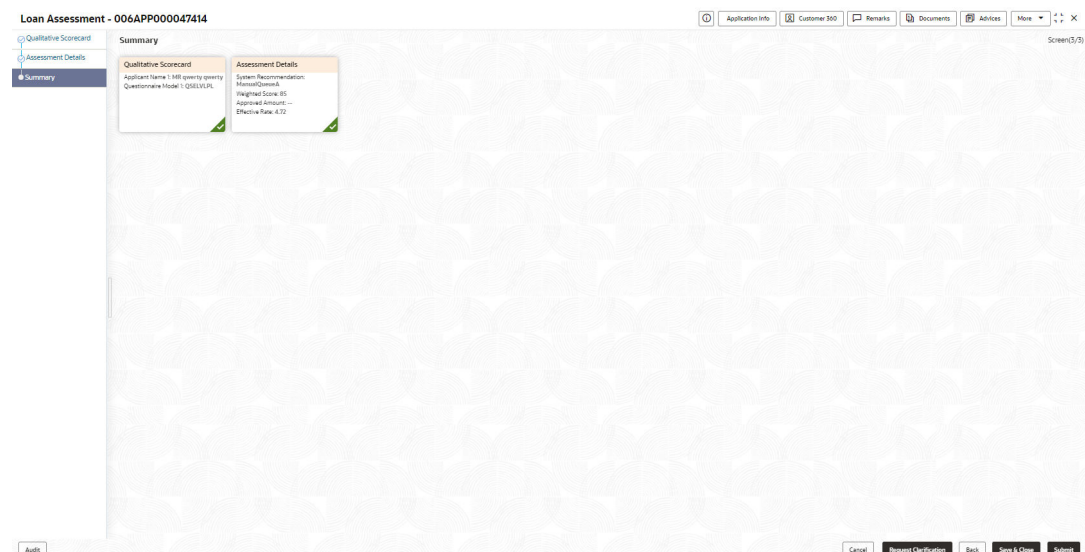 Loan Assessment - 006APP000047414
Application Info
Customer 360
Remarks
Documents
Advices
More
Qualitative Scorecard
Assessment Details
Summary
Summary
Screen(3/3)
Qualitative Scorecard
Applicant Name 1: MR qwerty qwerty
Questionnaire Model 1: QSELVLPL
Assessment Details
System Recommendation:
ManualQueueA
Weighted Score: 85
Approved Amount: --
Effective Rate: 4.72
Audit
Cancel
Request Clarification
Back
Save & Close
Submit